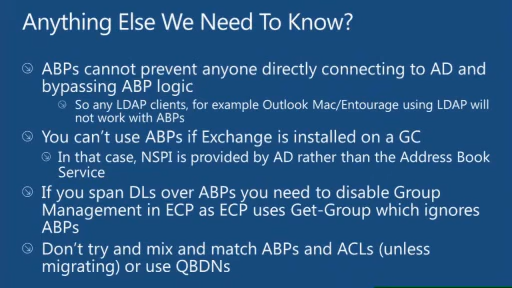 Anything Else We Need To Know?
ABPs cannot prevent anyone directly connecting to AD and
bypassing ABP logic
So any LDAP clients, for example Outlook Mac/Entourage using LDAP will
not work with ABPs
You can't use ABPs if Exchange is installed on a GC
In that case, NSPI is provided by AD rather than the Address Book
Service
If you span DLs over ABPs you need to disable Group
Management in ECP as ECP uses Get-Group which ignores
ABPs
Don't try and mix and match ABPs and ACLs (unless
migrating) or use QBDNs